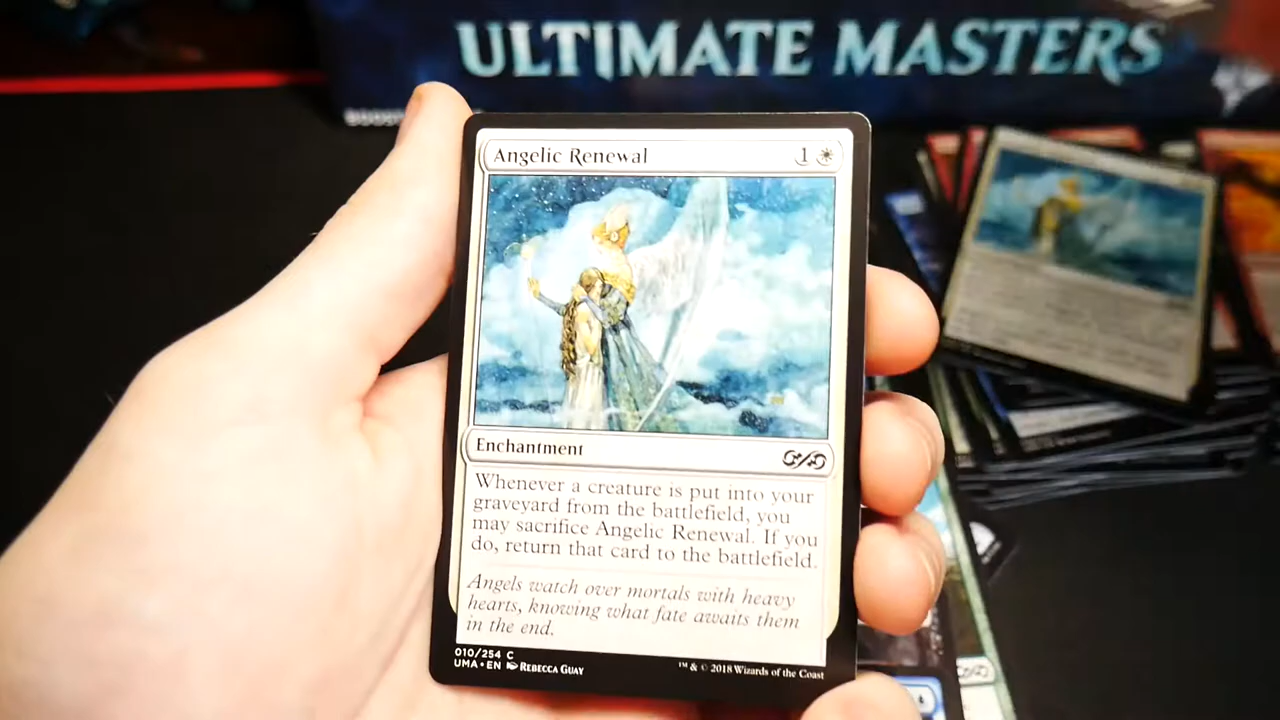 ULTIMATE MASTERS
Angelic Renewal 1
Enchantment
Whenever a creature is put into your
graveyard from the battlefield, you
may sacrifice Angelic Renewal. If you
do, return that card to the battlefield.
Angels watch over mortals with heavy
hearts, knowing what fate awaits them
in the end.
010/254 C
UMA • EN REBECCA GUAY
™ & © 2018 Wizards of the Coast